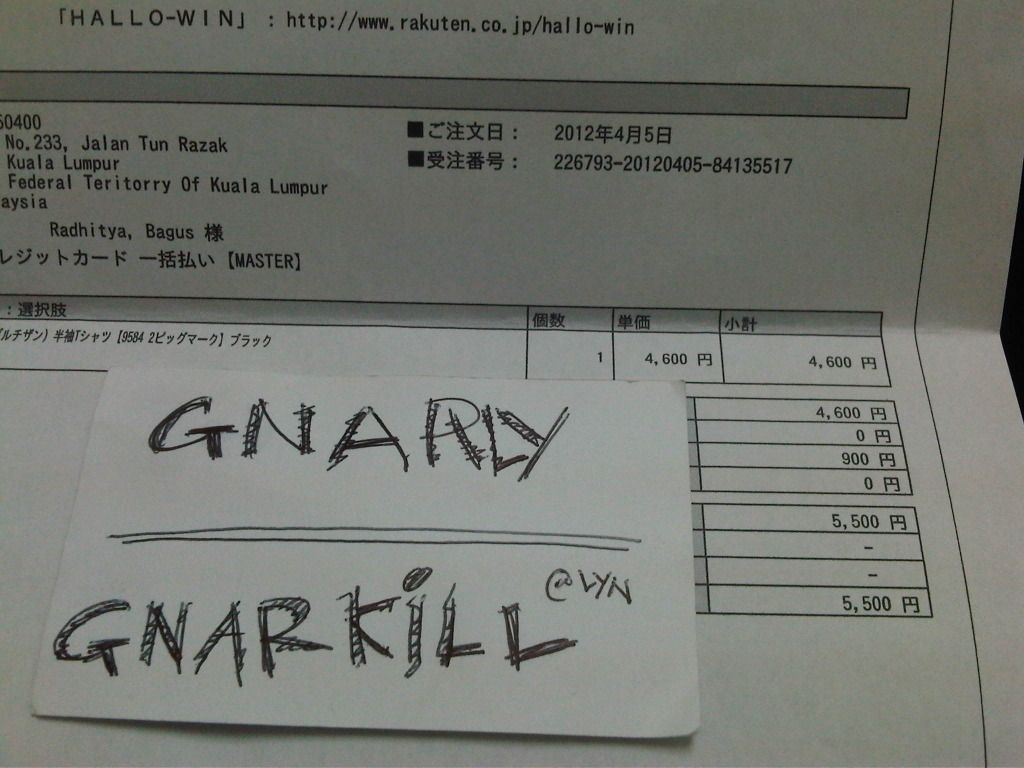 「HALLO-WIN」 : http://www.rakuten.co.jp/hallo-win
60400
No.233, Jalan Tun Razak
Kuala Lumpur
Federal Teritorry Of Kuala Lumpur
aysia
Radhitya, Bagus 様
レジットカード 一括払い【MASTER】
■ご注文日： 2012年4月5日
■受注番号： 226793-20120405-84135517
：選択肢 個数 単価 小計
ルチザン) 半袖Tシャツ【9584 2ピッグマーク】ブラック 1 4,600 円 4,600 円
4,600 円
0 円
900 円
0 円
5,500 円
-
-
5,500 円
GNARLY
GNARKiLL @LYN